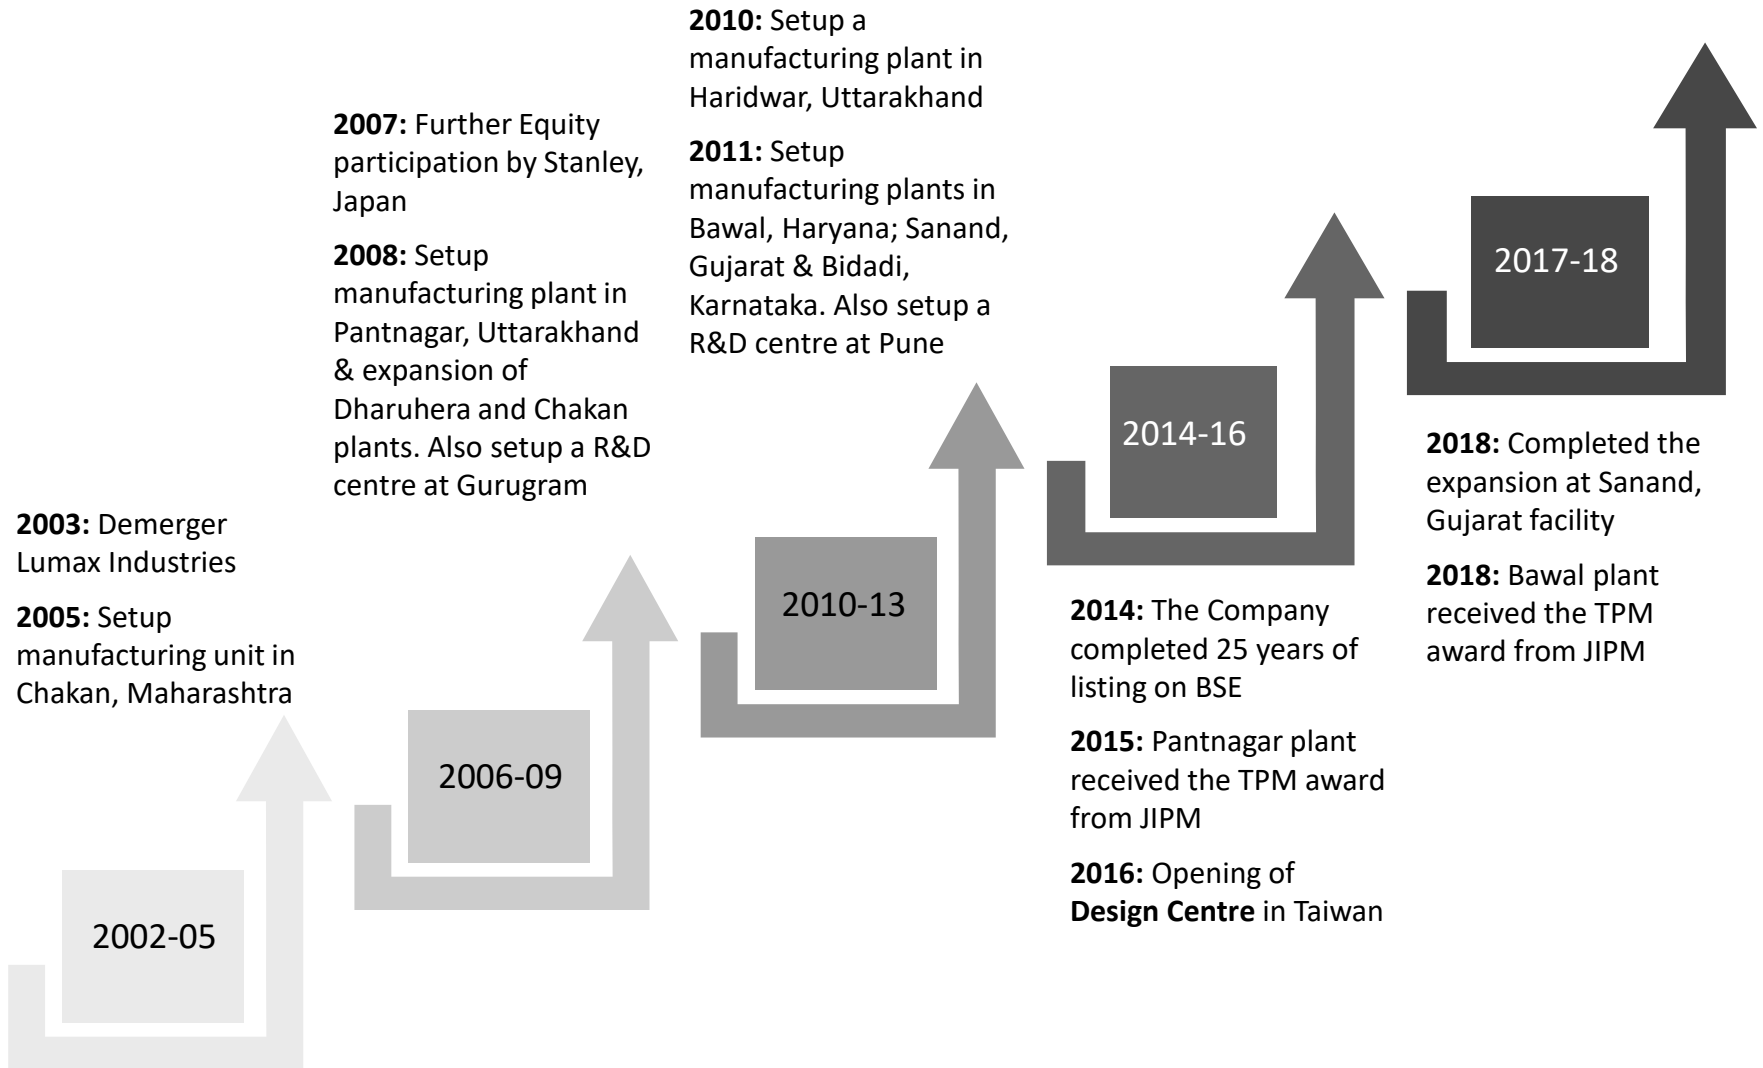 2003: Demerger
Lumax Industries
2005: Setup
manufacturing unit in
Chakan, Maharashtra
2002-05
2007: Further Equity
participation by Stanley,
Japan
2008: Setup
manufacturing plant in
Pantnagar, Uttarakhand
& expansion of
Dharuhera and Chakan
plants. Also setup a R&D
centre at Gurugram
2006-09
2010: Setup a
manufacturing plant in
Haridwar, Uttarakhand
2011: Setup
manufacturing plants in
Bawal, Haryana; Sanand,
Gujarat & Bidadi,
Karnataka. Also setup a
R&D centre at Pune
2010-13
2014-16
2014: The Company
completed 25 years of
listing on BSE
2015: Pantnagar plant
received the TPM award
from JIPM
2016: Opening of
Design Centre in Taiwan
2017-18
2018: Completed the
expansion at Sanand,
Gujarat facility
2018: Bawal plant
received the TPM
award from JIPM